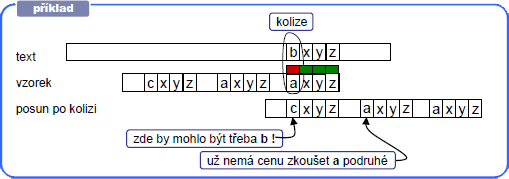 příklad
kolize
text b x y z
vzorek c x y z a x y z a x y z
posun po kolizi c x y z a x y z a x y z
zde by mohlo být třeba b !
už nemá cenu zkoušet a podruhé